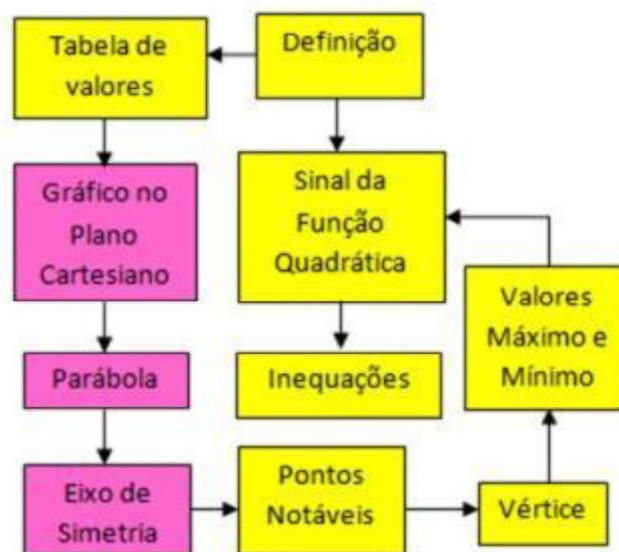 Tabela de
valores
Definição
Gráfico no
Plano
Cartesiano
Sinal da
Função
Quadrática
Valores
Máximo e
Mínimo
Parábola
Inequações
Eixo de
Simetria
Pontos
Notáveis
Vértice